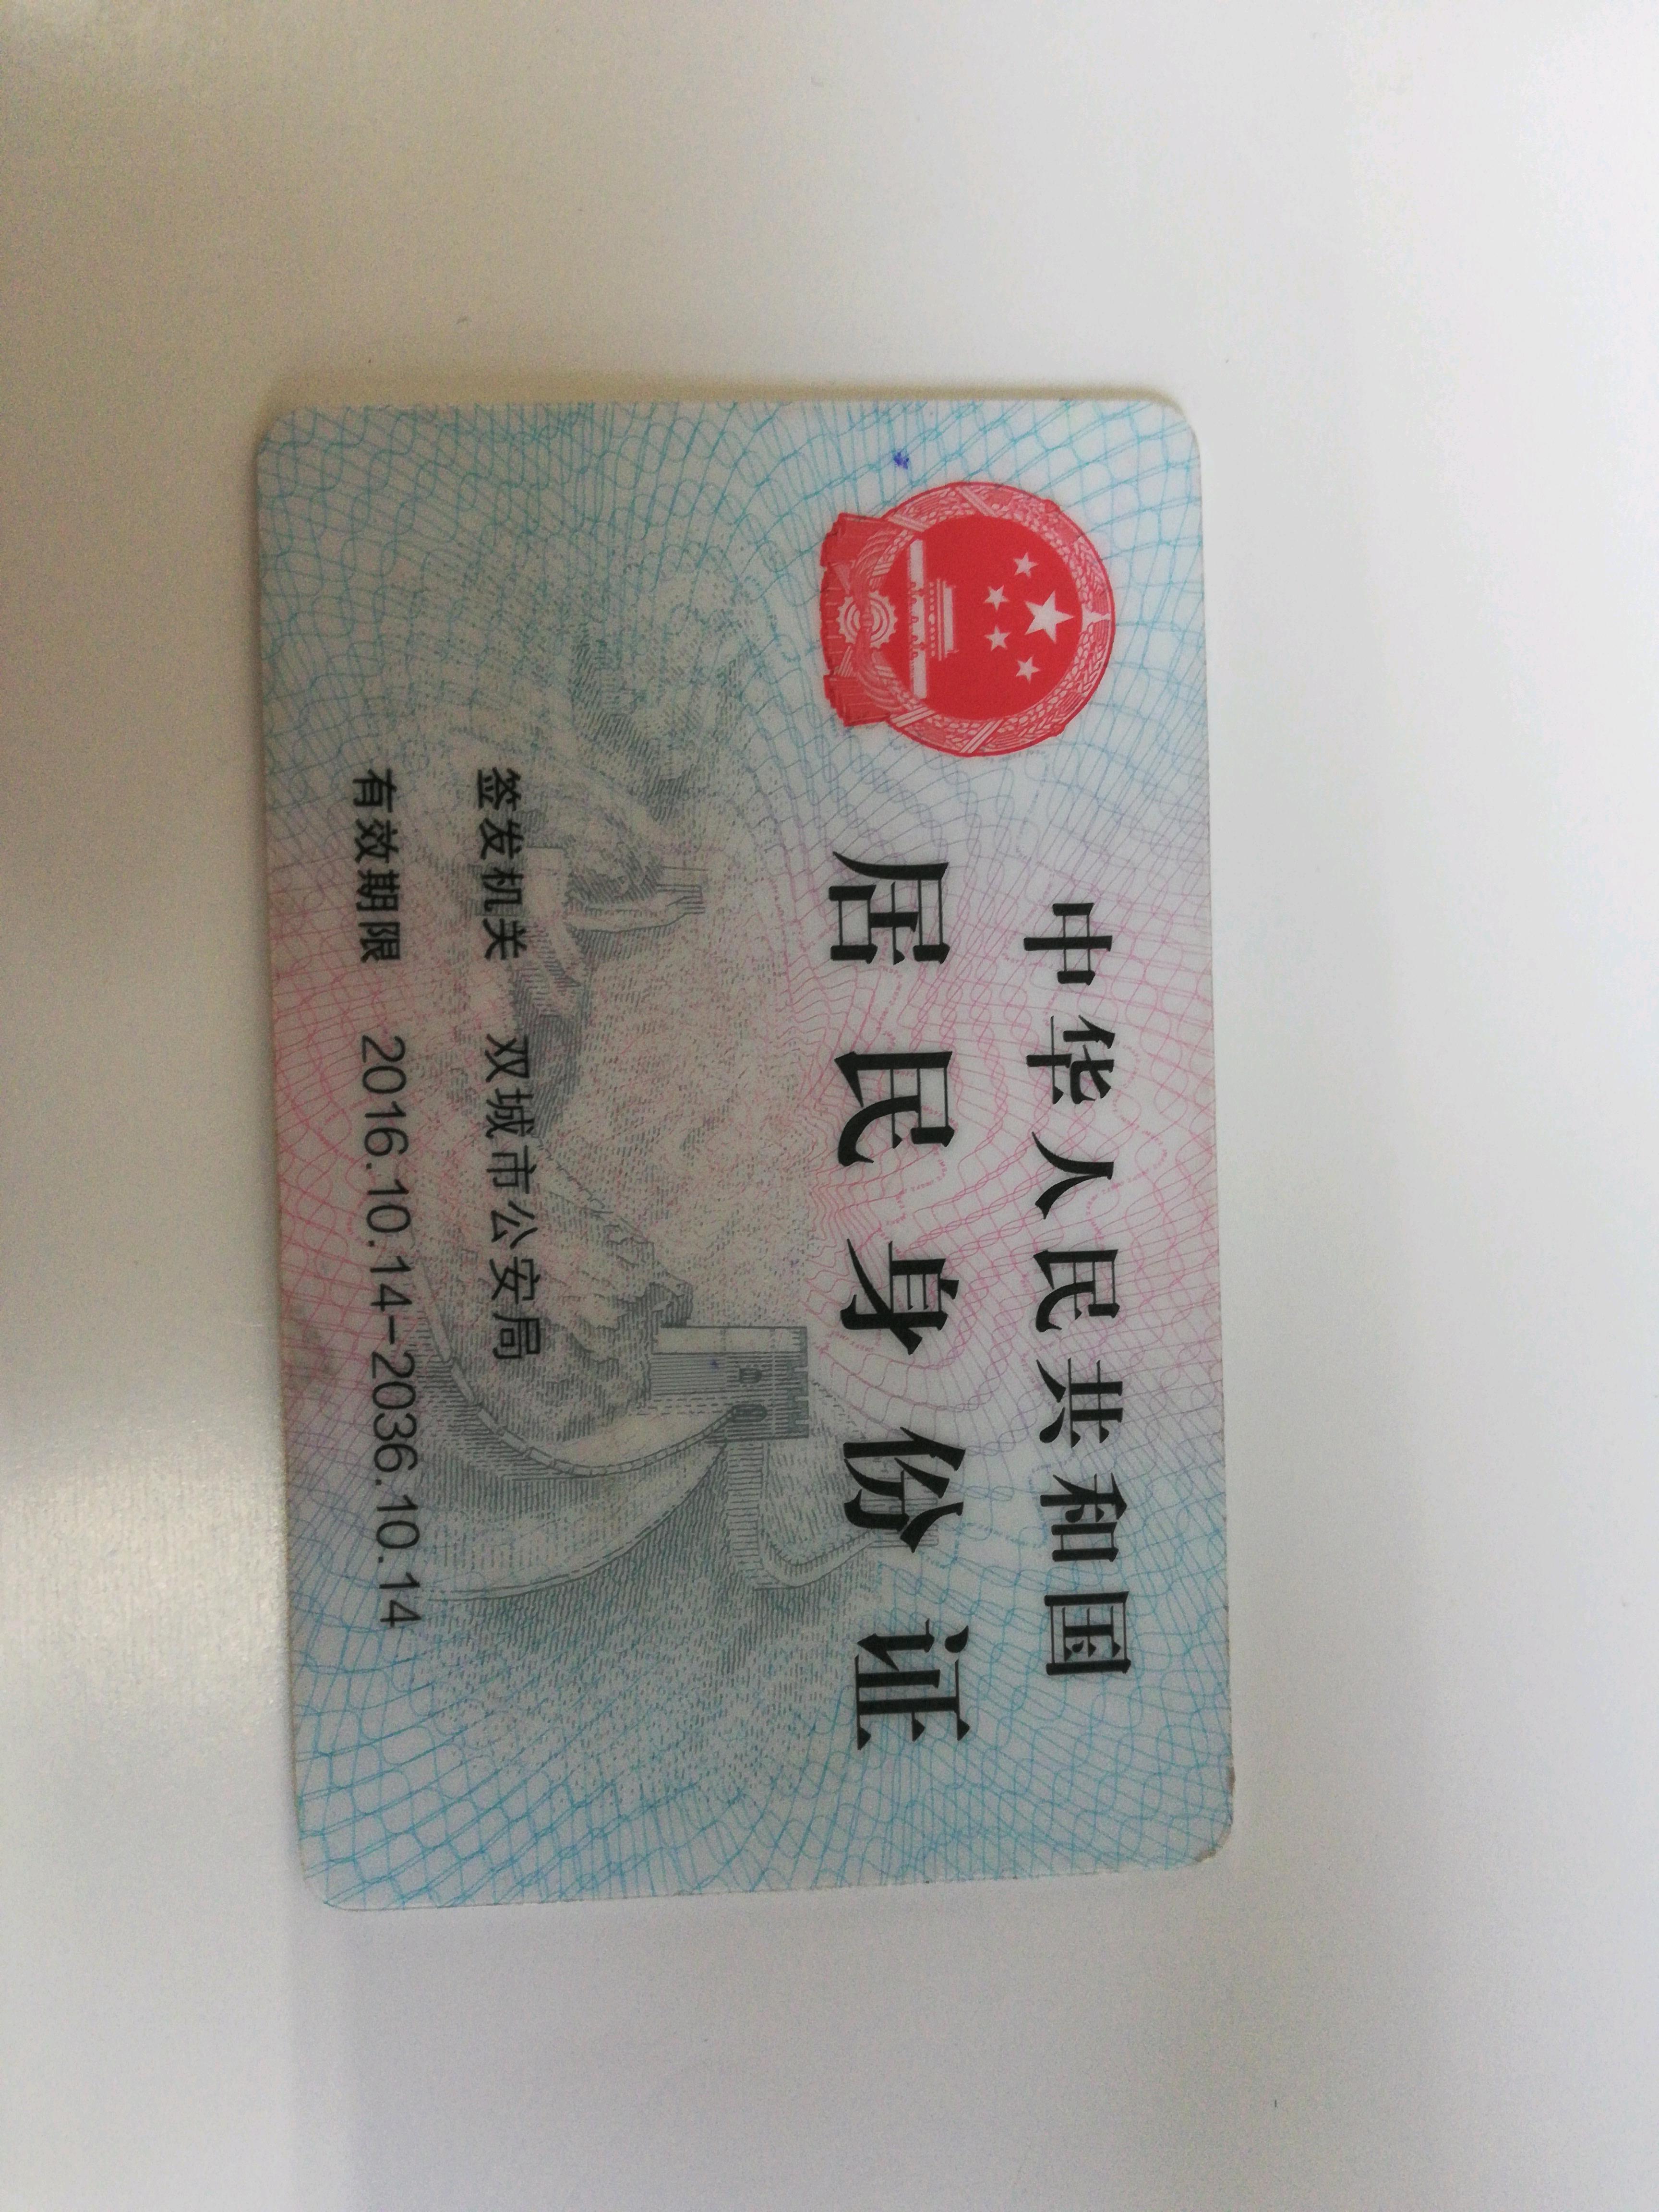 中华人民共和国
居民身份证
签发机关 双城市公安局
有效期限 2016.10.14-2036.10.14